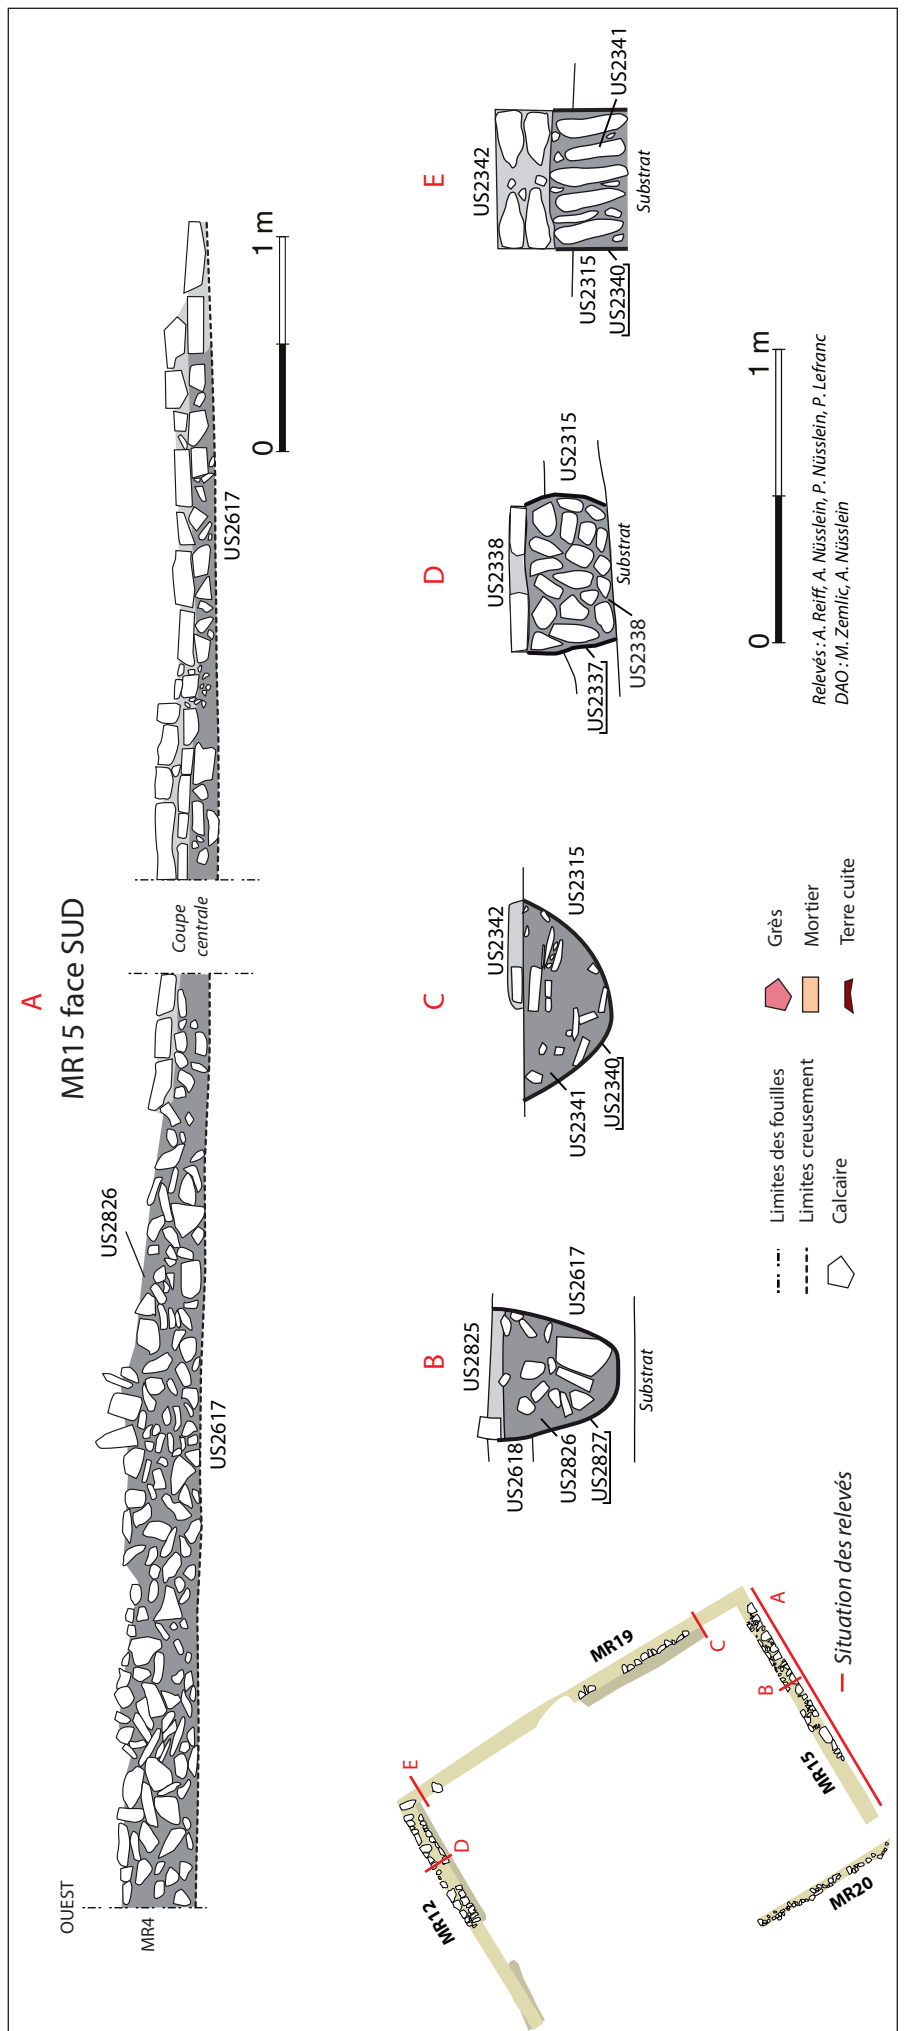 A
MR15 face SUD
OUEST
MR4
US2617
US2826
Coupe
centrale
US2617
0
1 m
B
US2825
US2618
US2826
US2827
US2617
Substrat
C
US2342
US2341
US2340
US2315
D
US2338
US2337
US2338
Substrat
US2315
E
US2342
US2315
US2340
Substrat
US2341
MR12
D
E
MR19
C
B
A
MR15
MR20
Situation des relevés
Limites des fouilles
Limites creusement
Calcaire
Grès
Mortier
Terre cuite
0
1 m
Relevés : A. Reiff, A. Nüsslein, P. Nüsslein, P. Lefranc
DAO : M. Zemlic, A. Nüsslein